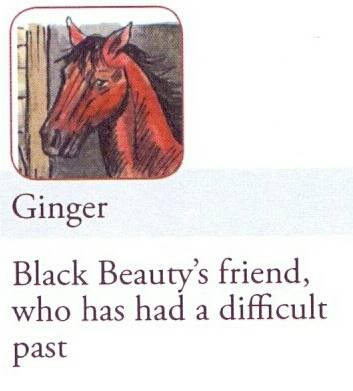 Ginger
Black Beauty's friend,
who has had a difficult
past